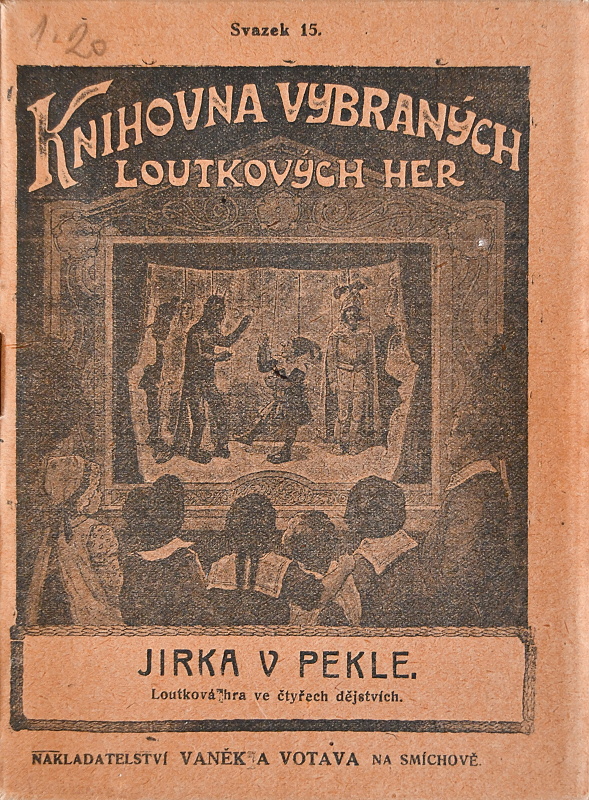 1.20
Svazek 15.
KNIHOVNA VYBRANÝCH
LOUTKOVÝCH HER
JIRKA V PEKLE.
Loutková hra ve čtyřech dějstvích.
NAKLADATELSTVÍ VANĚK A VOTAVA NA SMÍCHOVĚ.